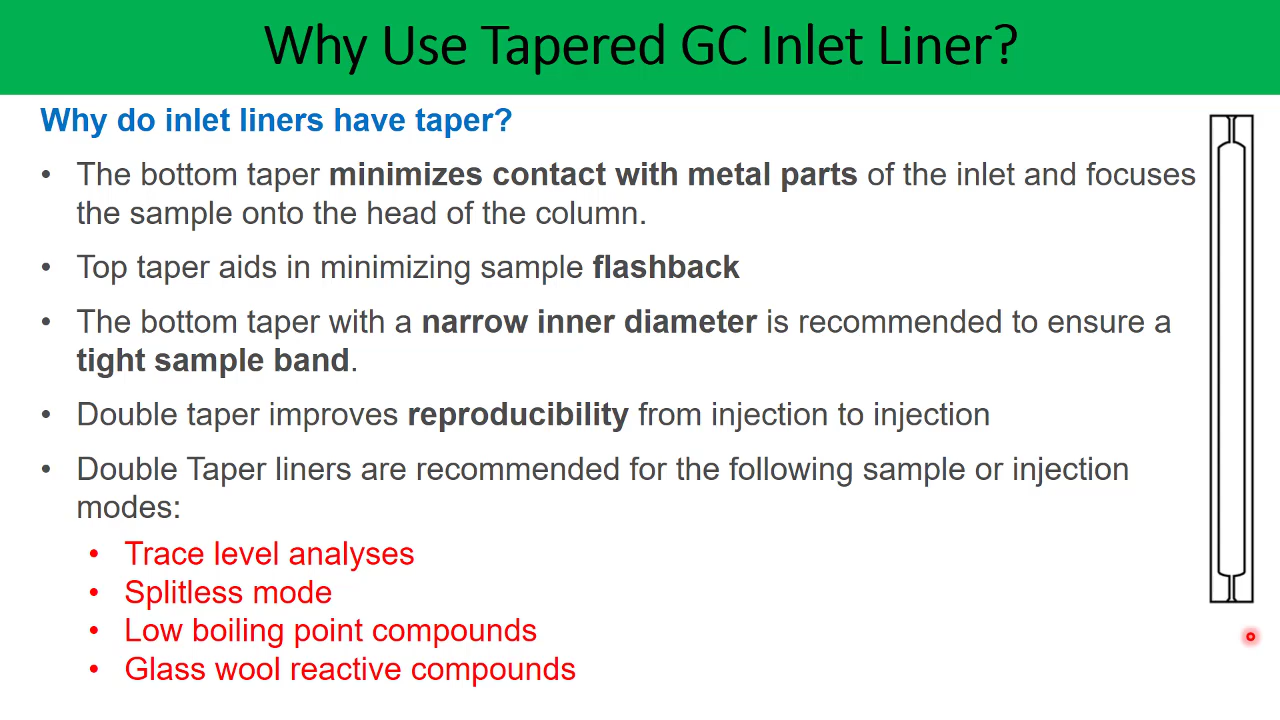 Why Use Tapered GC Inlet Liner?
Why do inlet liners have taper?
• The bottom taper minimizes contact with metal parts of the inlet and focuses
the sample onto the head of the column.
• Top taper aids in minimizing sample flashback
• The bottom taper with a narrow inner diameter is recommended to ensure a
tight sample band.
• Double taper improves reproducibility from injection to injection
• Double Taper liners are recommended for the following sample or injection
modes:
• Trace level analyses
• Splitless mode
• Low boiling point compounds
• Glass wool reactive compounds